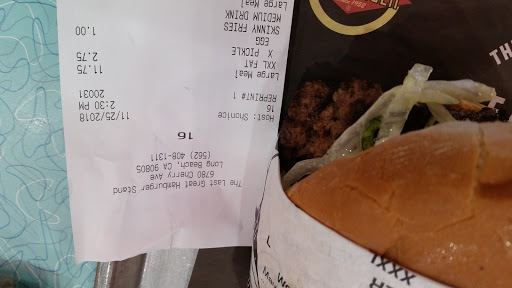 The Last Great Hamburger Stand
6780 Cherry Ave
Long Beach, CA 90805
(562) 408-1311
16
Host: Shonice
11/25/2018
16
2:30 PM
20031
REPRINT# 1
Large Meal 11.75
XXL FAT 2.75
X PICKLE
EGG
SKINNY FRIES 1.00
MEDIUM DRINK
Large Meal
TH
XXXL